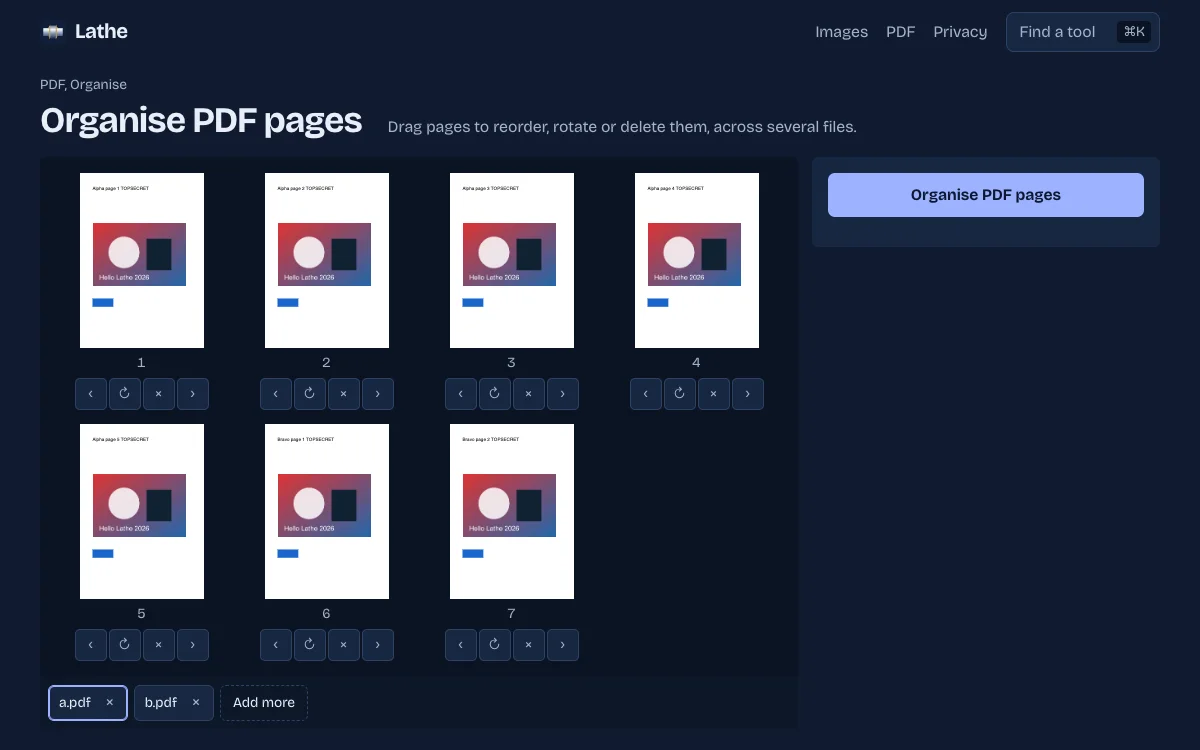 Lathe
Images PDF Privacy Find a tool ⌘K
PDF, Organise
Organise PDF pages
Drag pages to reorder, rotate or delete them, across several files.
Organise PDF pages
Alpha page 1 TOPSECRET
Hello Lathe 2026
1
Alpha page 2 TOPSECRET
Hello Lathe 2026
2
Alpha page 3 TOPSECRET
Hello Lathe 2026
3
Alpha page 4 TOPSECRET
Hello Lathe 2026
4
Alpha page 5 TOPSECRET
Hello Lathe 2026
5
Bravo page 1 TOPSECRET
Hello Lathe 2026
6
Bravo page 2 TOPSECRET
Hello Lathe 2026
7
a.pdf ×
b.pdf ×
Add more